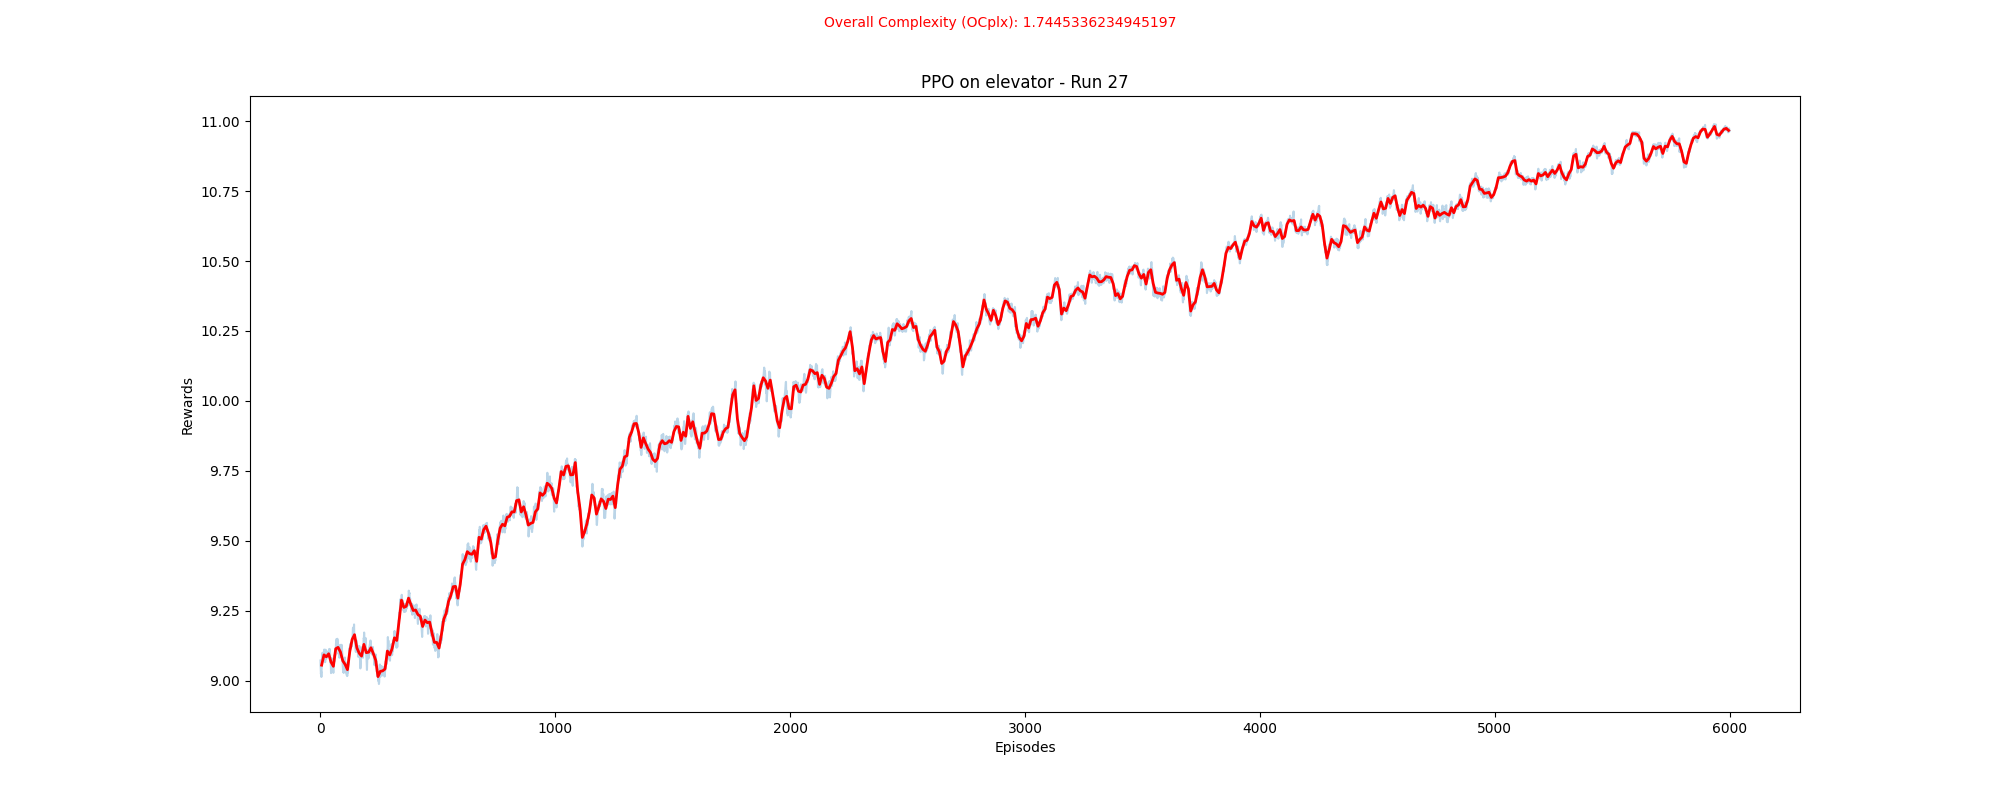 Overall Complexity (OCplx): 1.7445336234945197
PPO on elevator - Run 27
11.00
10.75
10.50
10.25
10.00
9.75
9.50
9.25
9.00
Rewards
0 1000 2000 3000 4000 5000 6000
Episodes